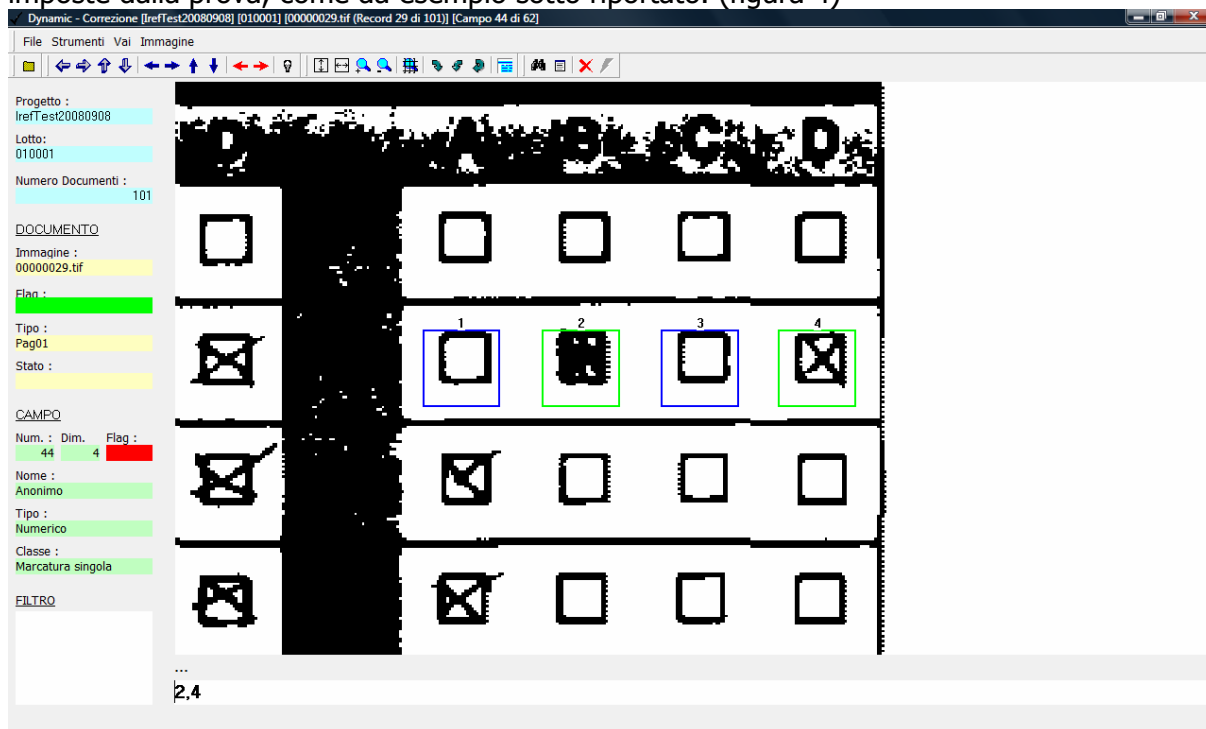 imposte dalla prova, come da esempio sotto riportato: (figura 4)
Dynamic - Correzione [IrefTest20080908] [010001] [00000029.tif (Record 29 di 101)] [Campo 44 di 62]
File Strumenti Vai Immagine
Progetto :
IrefTest20080908
Lotto:
010001
Numero Documenti :
101
DOCUMENTO
Immagine :
00000029.tif
Flag :
Tipo :
Pag01
Stato :
CAMPO
Num. : Dim. Flag :
44 4
Nome :
Anonimo
Tipo :
Numerico
Classe :
Marcatura singola
FILTRO
D A B C D
1 2 3 4
...
2,4